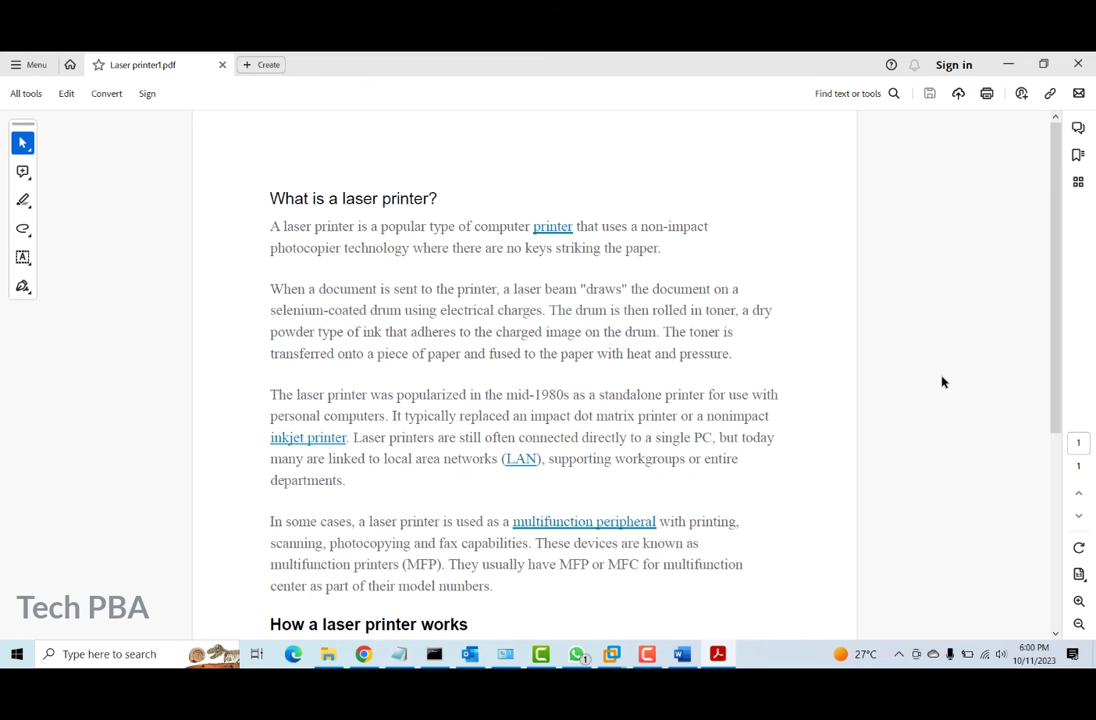 Menu
Laser printer1.pdf
Create
Sign in
All tools
Edit
Convert
Sign
Find text or tools
What is a laser printer?
A laser printer is a popular type of computer printer that uses a non-impact
photocopier technology where there are no keys striking the paper.
When a document is sent to the printer, a laser beam "draws" the document on a
selenium-coated drum using electrical charges. The drum is then rolled in toner, a dry
powder type of ink that adheres to the charged image on the drum. The toner is
transferred onto a piece of paper and fused to the paper with heat and pressure.
The laser printer was popularized in the mid-1980s as a standalone printer for use with
personal computers. It typically replaced an impact dot matrix printer or a nonimpact
inkjet printer. Laser printers are still often connected directly to a single PC, but today
many are linked to local area networks (LAN), supporting workgroups or entire
departments.
In some cases, a laser printer is used as a multifunction peripheral with printing,
scanning, photocopying and fax capabilities. These devices are known as
multifunction printers (MFP). They usually have MFP or MFC for multifunction
center as part of their model numbers.
How a laser printer works
1
1
Tech PBA
Type here to search
1
27°C
6:00 PM
10/11/2023